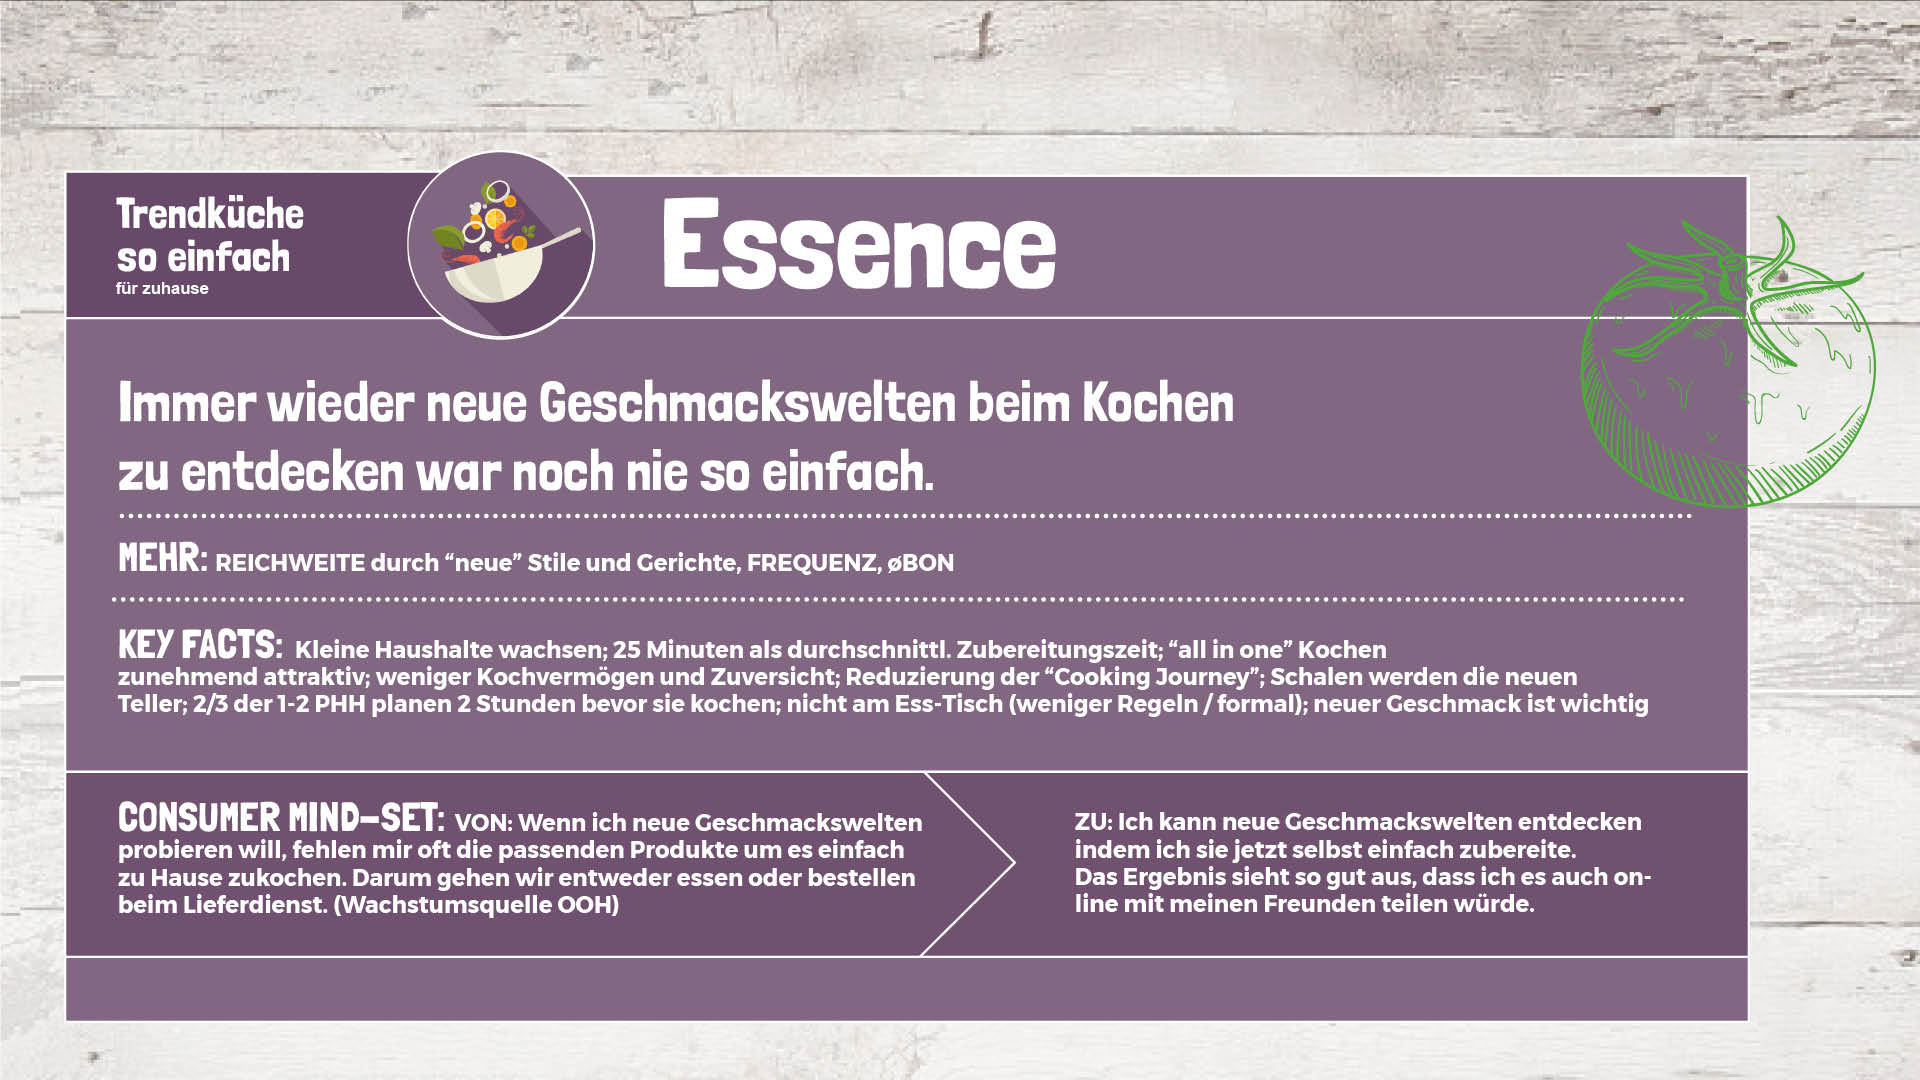 Trendküche
so einfach
für zuhause
Essence
Immer wieder neue Geschmackswelten beim Kochen
zu entdecken war noch nie so einfach.
MEHR: REICHWEITE durch “neue” Stile und Gerichte, FREQUENZ, øBON
KEY FACTS: Kleine Haushalte wachsen; 25 Minuten als durchschnittl. Zubereitungszeit; “all in one” Kochen
zunehmend attraktiv; weniger Kochvermögen und Zuversicht; Reduzierung der “Cooking Journey”; Schalen werden die neuen
Teller; 2/3 der 1-2 PHH planen 2 Stunden bevor sie kochen; nicht am Ess-Tisch (weniger Regeln / formal); neuer Geschmack ist wichtig
CONSUMER MIND-SET: VON: Wenn ich neue Geschmackswelten
probieren will, fehlen mir oft die passenden Produkte um es einfach
zu Hause zukochen. Darum gehen wir entweder essen oder bestellen
beim Lieferdienst. (Wachstumsquelle OOH)
ZU: Ich kann neue Geschmackswelten entdecken
indem ich sie jetzt selbst einfach zubereite.
Das Ergebnis sieht so gut aus, dass ich es auch on-
line mit meinen Freunden teilen würde.